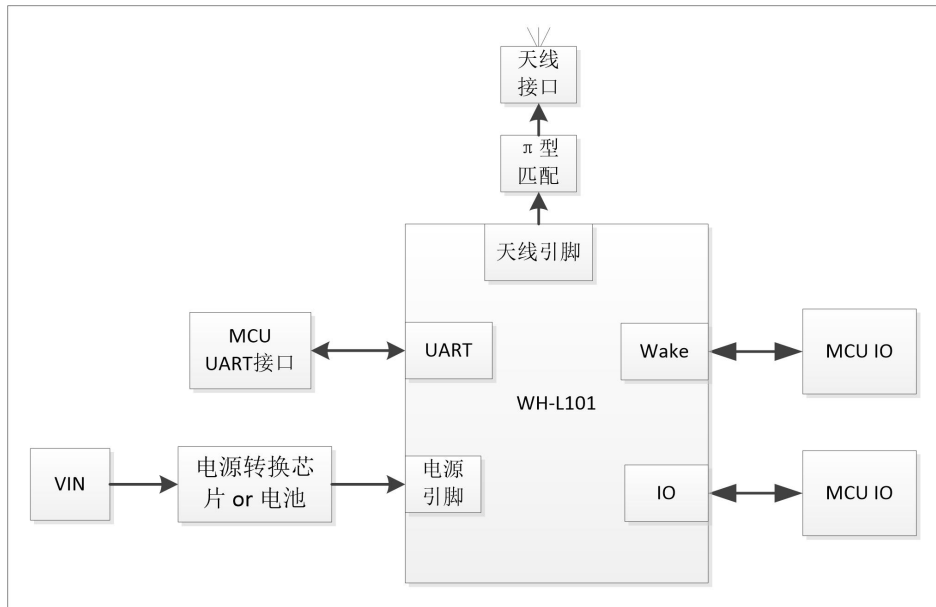 天线
接口
π型
匹配
天线引脚
MCU
UART接口
UART
Wake
MCU IO
WH-L101
VIN
电源转换芯
片 or 电池
电源
引脚
IO
MCU IO